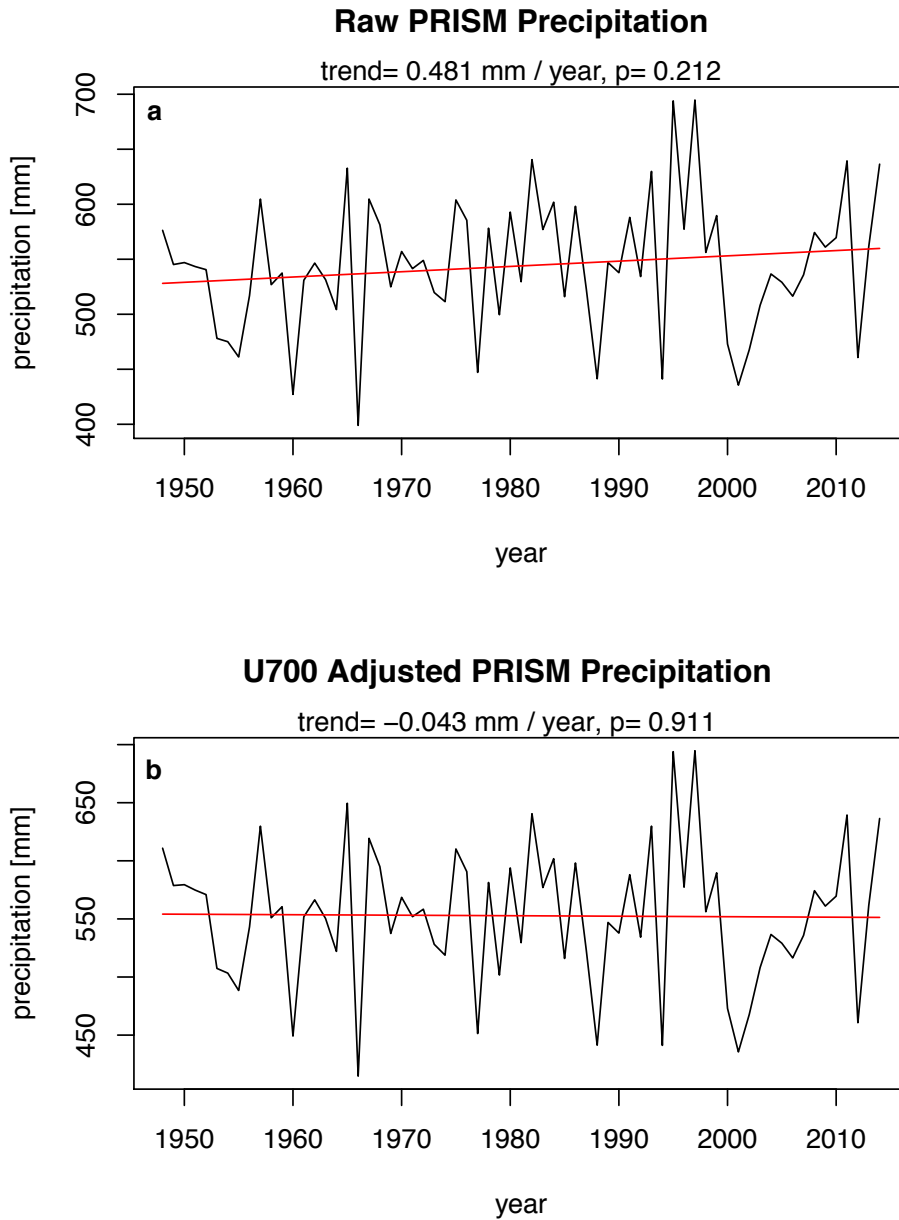 Raw PRISM Precipitation
trend= 0.481 mm / year, p= 0.212
a
precipitation [mm]
700
600
500
400
1950 1960 1970 1980 1990 2000 2010
year
U700 Adjusted PRISM Precipitation
trend= −0.043 mm / year, p= 0.911
b
precipitation [mm]
650
550
450
1950 1960 1970 1980 1990 2000 2010
year